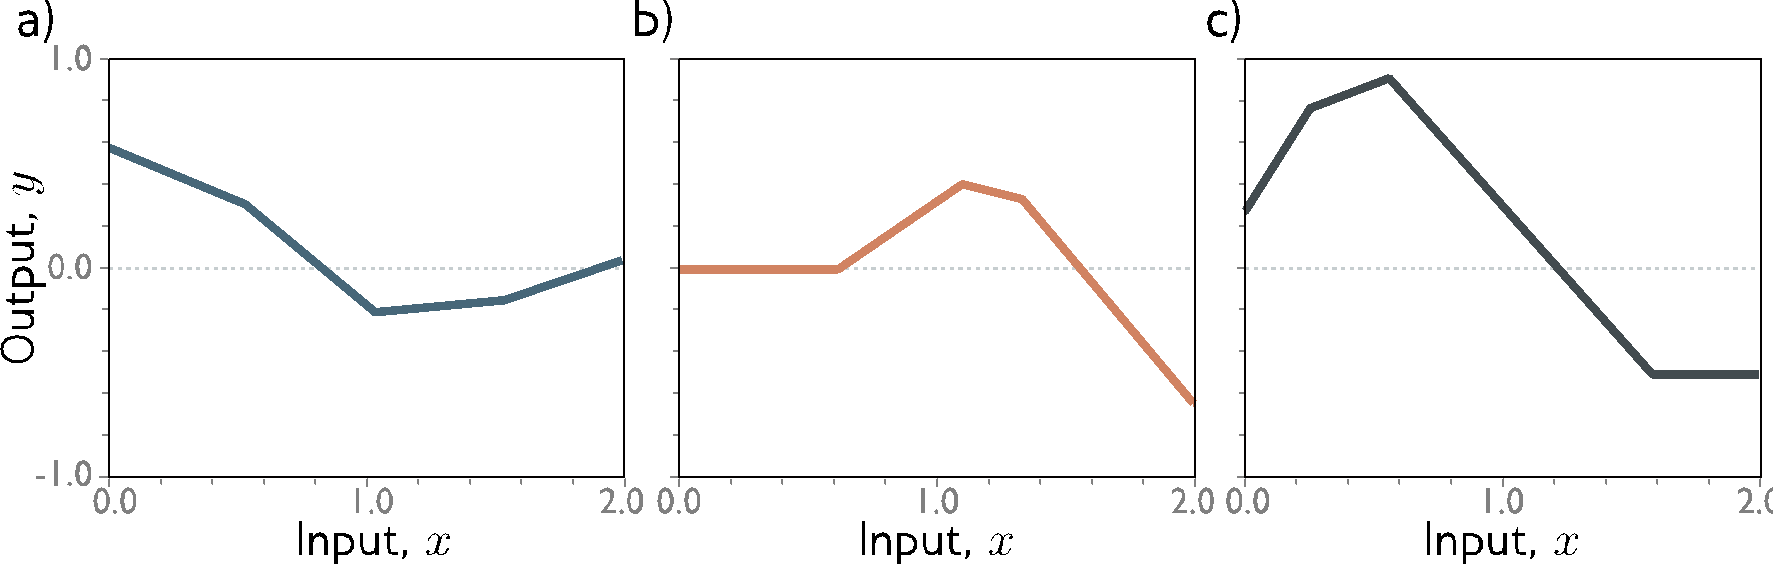 a) b) c)
1.0
0.0
-1.0
Output, y
0.0 1.0 2.0 0.0 1.0 2.0 0.0 1.0 2.0
Input, x Input, x Input, x